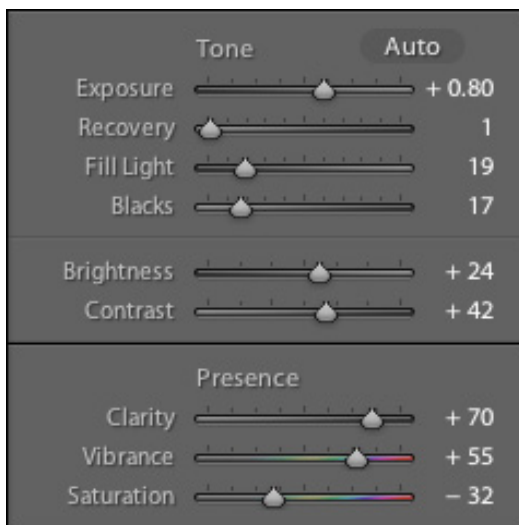 Tone Auto
Exposure + 0.80
Recovery 1
Fill Light 19
Blacks 17
Brightness + 24
Contrast + 42
Presence
Clarity + 70
Vibrance + 55
Saturation − 32